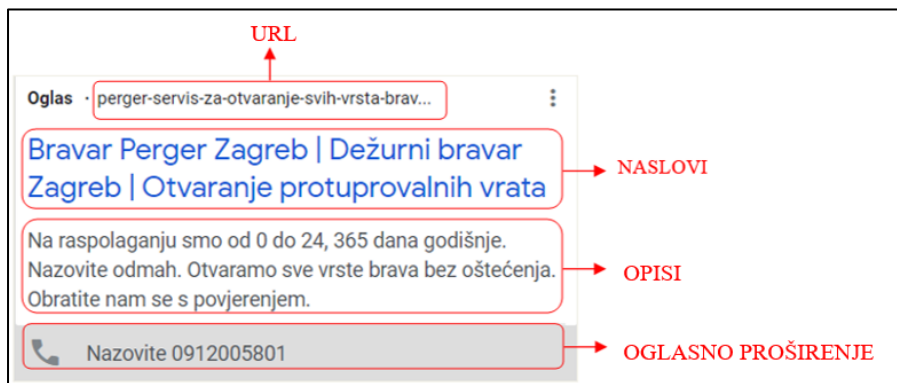 URL
Oglas · perger-servis-za-otvaranje-svih-vrsta-brav...
Bravar Perger Zagreb | Dežurni bravar
Zagreb | Otvaranje protuprovalnih vrata
NASLOVI
Na raspolaganju smo od 0 do 24, 365 dana godišnje.
Nazovite odmah. Otvaramo sve vrste brava bez oštećenja.
Obratite nam se s povjerenjem.
OPISI
Nazovite 0912005801
OGLASNO PROŠIRENJE